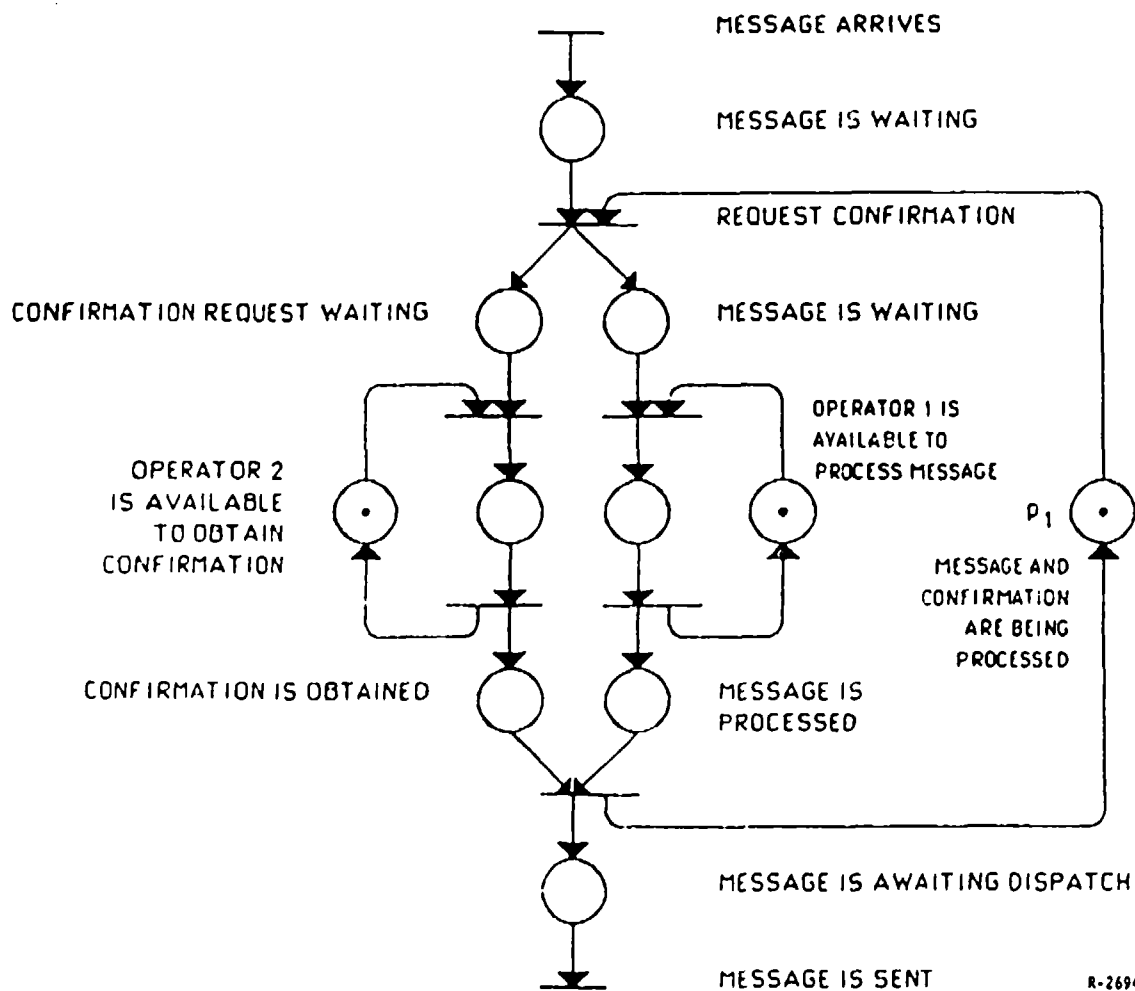 MESSAGE ARRIVES
MESSAGE IS WAITING
REQUEST CONFIRMATION
CONFIRMATION REQUEST WAITING
MESSAGE IS WAITING
OPERATOR 1 IS
AVAILABLE TO
PROCESS MESSAGE
OPERATOR 2
IS AVAILABLE
TO OBTAIN
CONFIRMATION
P1
MESSAGE AND
CONFIRMATION
ARE BEING
PROCESSED
CONFIRMATION IS OBTAINED
MESSAGE IS
PROCESSED
MESSAGE IS AWAITING DISPATCH
MESSAGE IS SENT